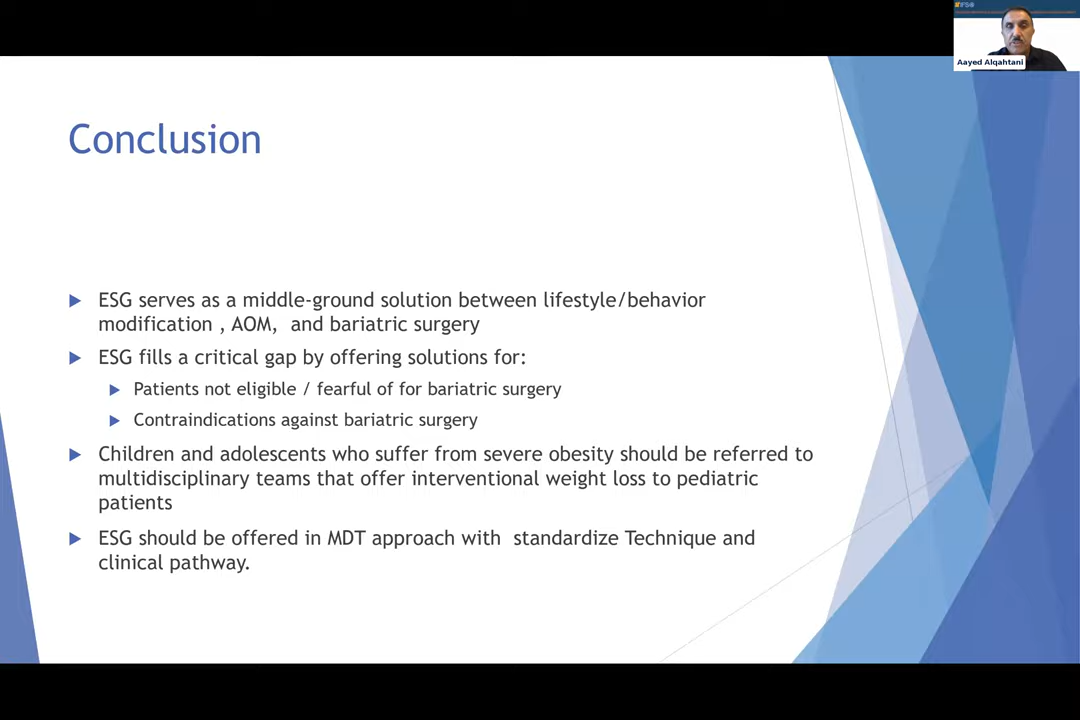 IFSO
Aayed Alqahtani
Conclusion
ESG serves as a middle-ground solution between lifestyle/behavior
modification , AOM,  and bariatric surgery
ESG fills a critical gap by offering solutions for:
Patients not eligible / fearful of for bariatric surgery
Contraindications against bariatric surgery
Children and adolescents who suffer from severe obesity should be referred to
multidisciplinary teams that offer interventional weight loss to pediatric
patients
ESG should be offered in MDT approach with  standardize Technique and
clinical pathway.